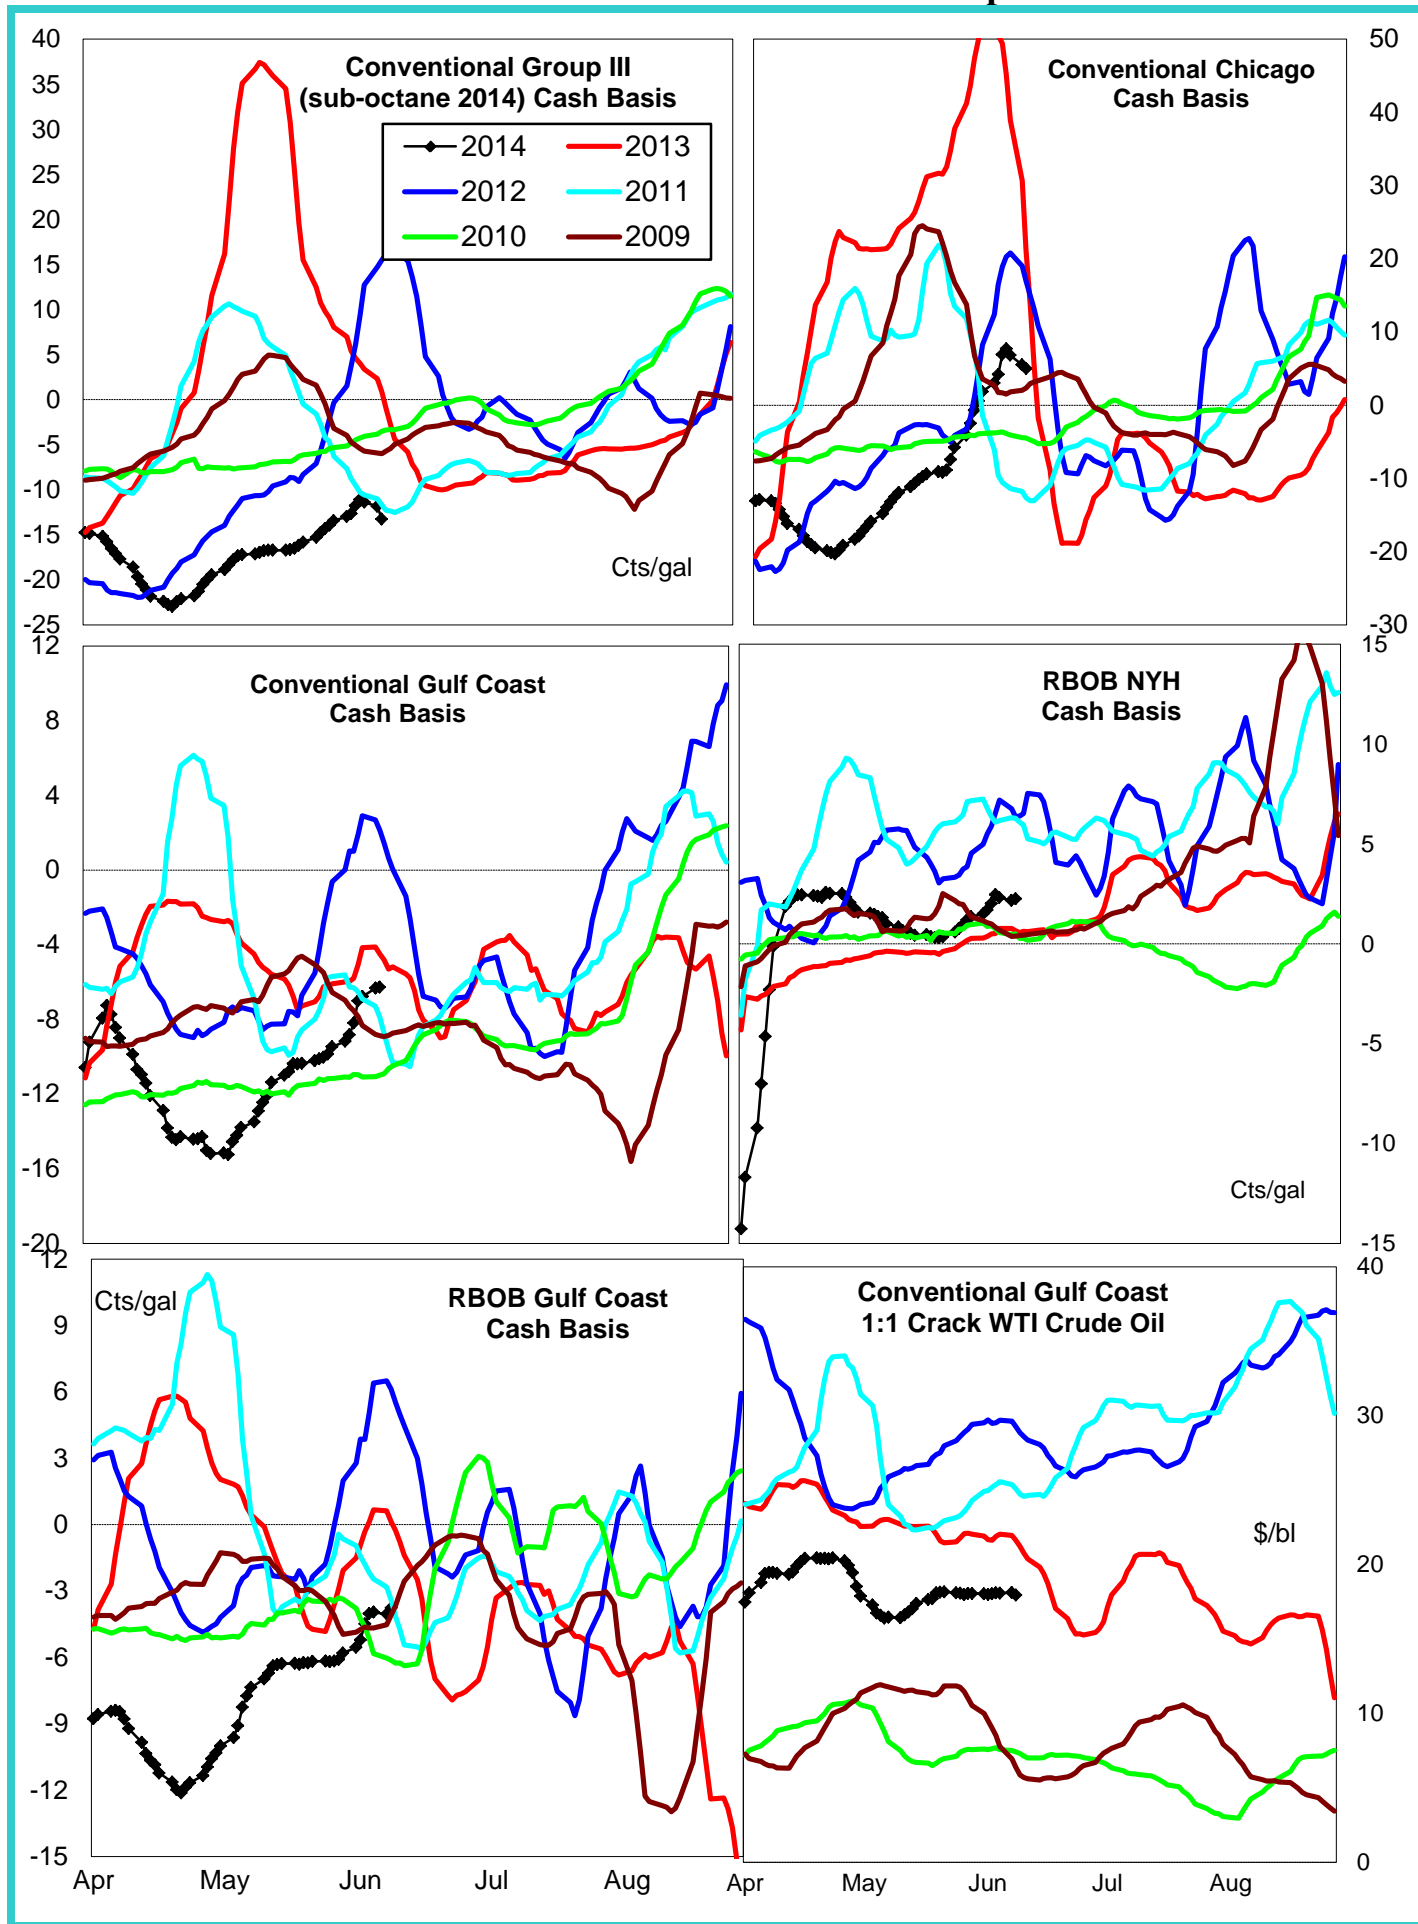 40
35
30
25
20
15
10
5
0
-5
-10
-15
-20
-25
Conventional Group III
(sub-octane 2014) Cash Basis
2014
2013
2012
2011
2010
2009
Cts/gal
Conventional Chicago
Cash Basis
50
40
30
20
10
0
-10
-20
-30
12
8
4
0
-4
-8
-12
-16
-20
Conventional Gulf Coast
Cash Basis
RBOB NYH
Cash Basis
Cts/gal
15
10
5
0
-5
-10
-15
12
9
6
3
0
-3
-6
-9
-12
-15
Cts/gal
RBOB Gulf Coast
Cash Basis
Apr
May
Jun
Jul
Aug
Conventional Gulf Coast
1:1 Crack WTI Crude Oil
$/bl
40
30
20
10
0
Apr
May
Jun
Jul
Aug